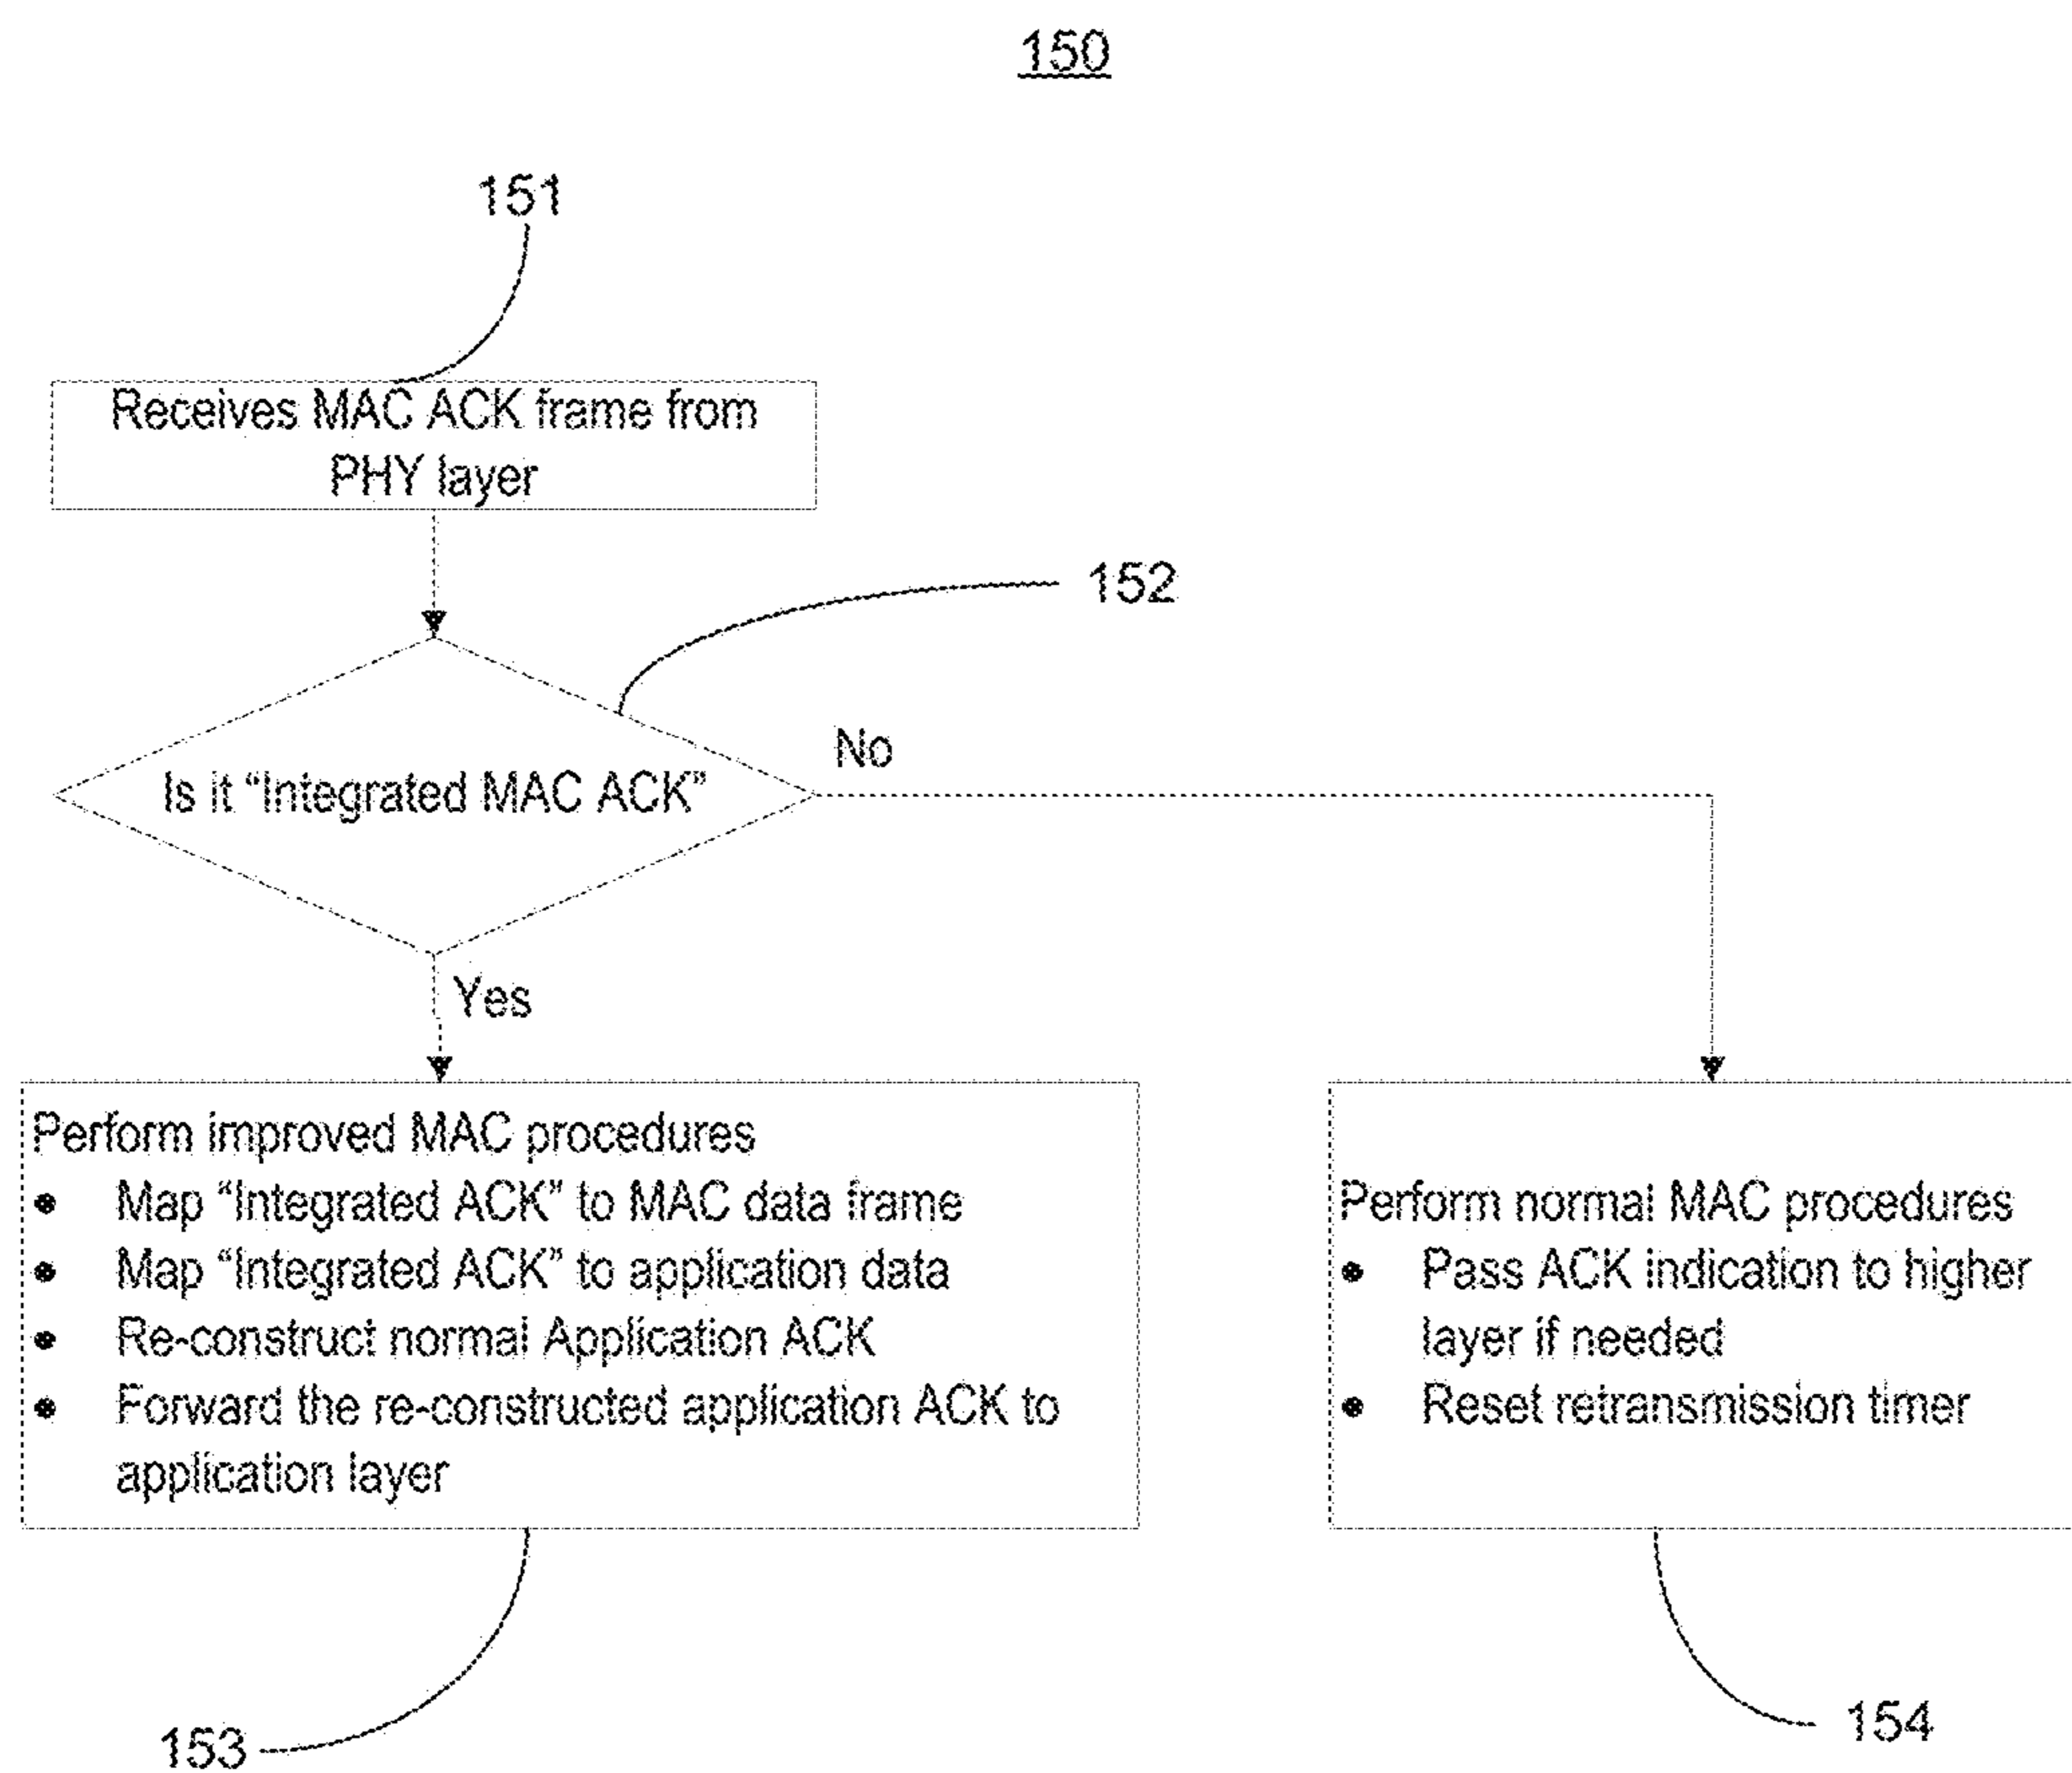 150
151
Receives MAC ACK frame from
PHY layer
152
Is it “Integrated MAC ACK”
No
Yes
Perform improved MAC procedures
• Map “Integrated ACK” to MAC data frame
• Map “Integrated ACK” to application data
• Re-construct normal Application ACK
• Forward the re-constructed application ACK to
application layer
Perform normal MAC procedures
• Pass ACK indication to higher
layer if needed
• Reset retransmission timer
153
154